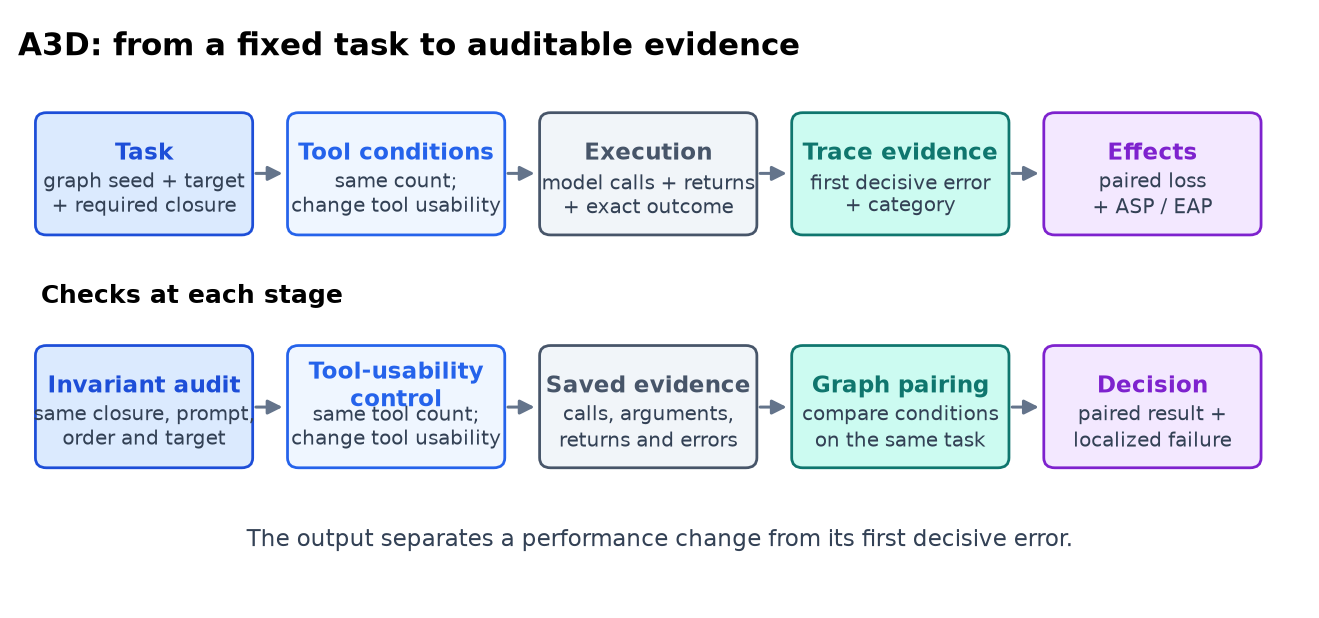 A3D: from a fixed task to auditable evidence
Task
graph seed + target
+ required closure
Tool conditions
same count;
change tool usability
Execution
model calls + returns
+ exact outcome
Trace evidence
first decisive error
+ category
Effects
paired loss
+ ASP / EAP
Checks at each stage
Invariant audit
same closure, prompt,
order and target
Tool-usability
control
same tool count;
change tool usability
Saved evidence
calls, arguments,
returns and errors
Graph pairing
compare conditions
on the same task
Decision
paired result +
localized failure
The output separates a performance change from its first decisive error.